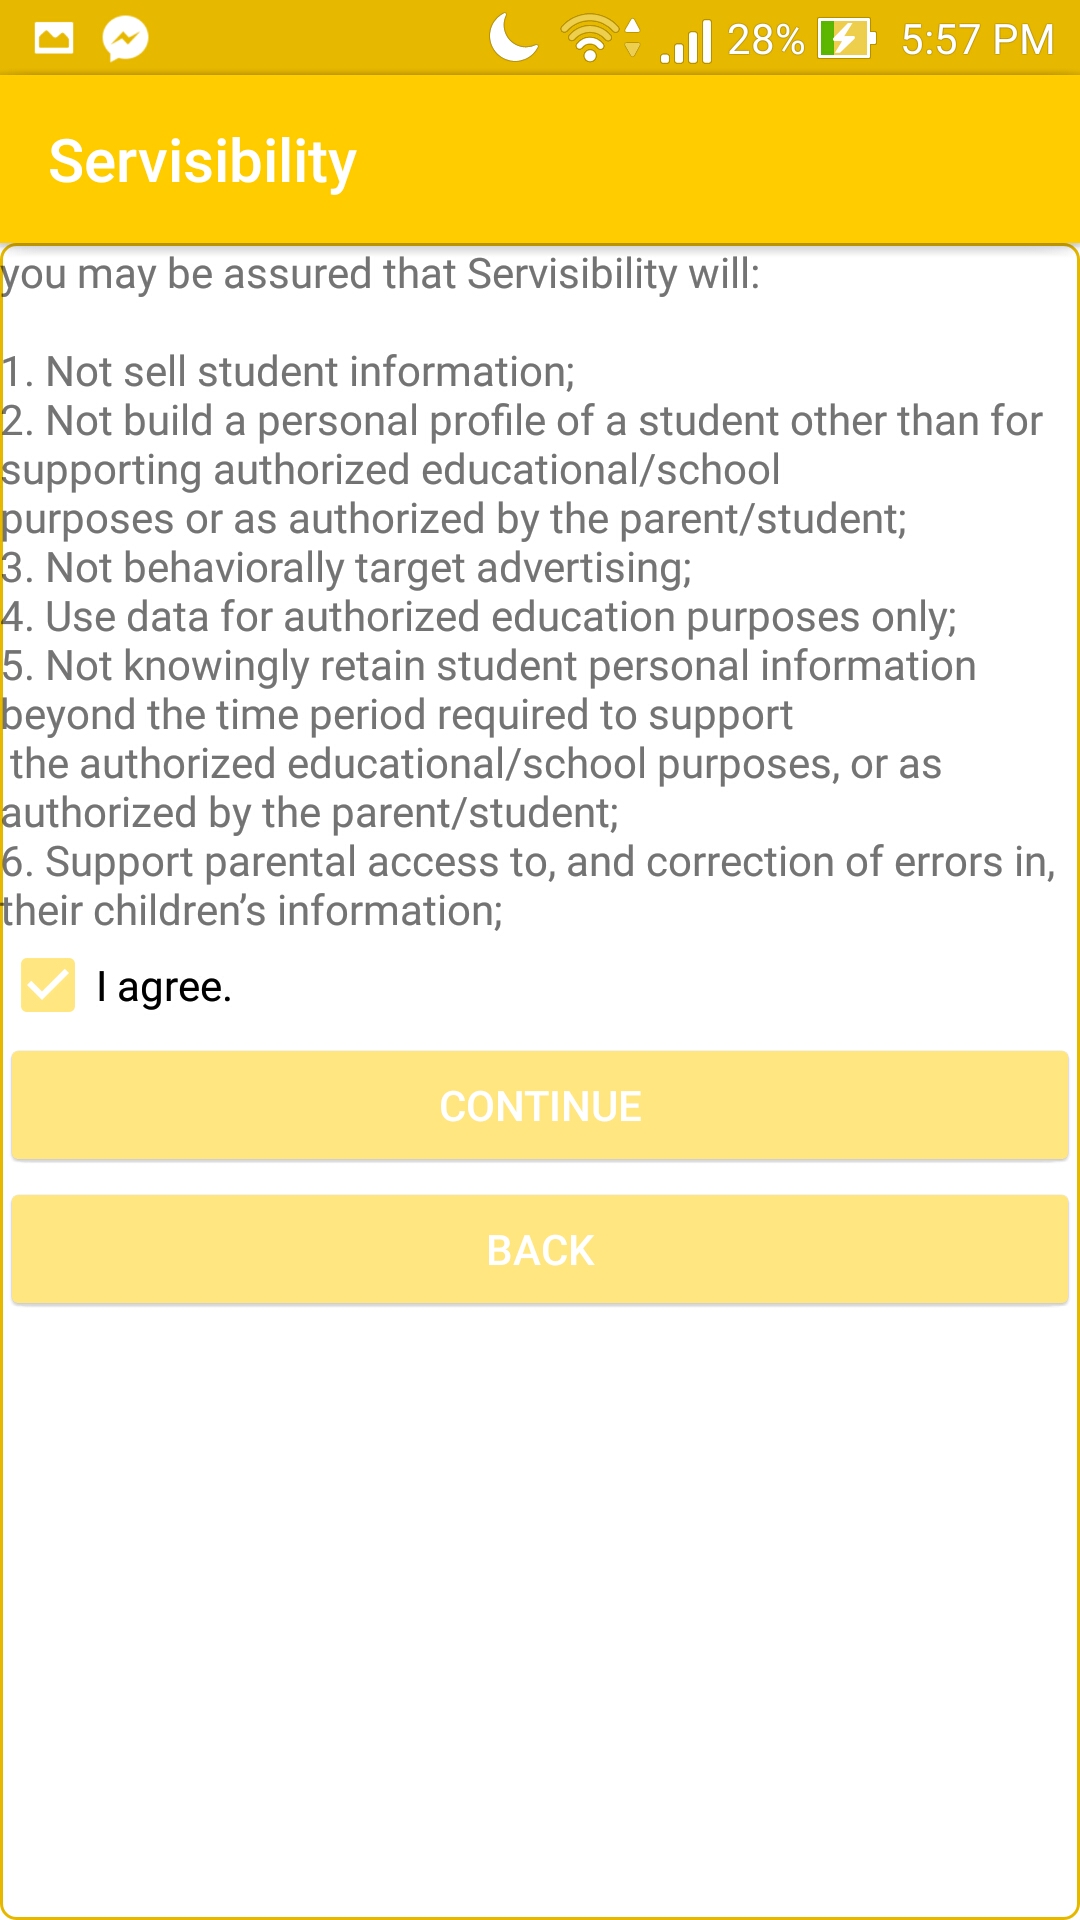 28% 5:57 PM
Servisibility
you may be assured that Servisibility will:
1. Not sell student information;
2. Not build a personal profile of a student other than for
supporting authorized educational/school
purposes or as authorized by the parent/student;
3. Not behaviorally target advertising;
4. Use data for authorized education purposes only;
5. Not knowingly retain student personal information
beyond the time period required to support
the authorized educational/school purposes, or as
authorized by the parent/student;
6. Support parental access to, and correction of errors in,
their children’s information;
I agree.
CONTINUE
BACK